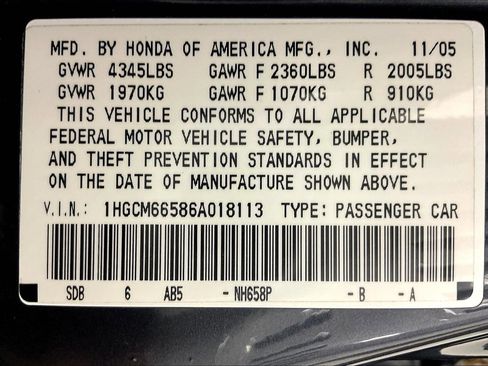 MFD. BY HONDA OF AMERICA MFG., INC. 11/05
GVWR 4345LBS GAWR F 2360LBS R 2005LBS
GVWR 1970KG GAWR F 1070KG R 910KG
THIS VEHICLE CONFORMS TO ALL APPLICABLE
FEDERAL MOTOR VEHICLE SAFETY, BUMPER,
AND THEFT PREVENTION STANDARDS IN EFFECT
ON THE DATE OF MANUFACTURE SHOWN ABOVE.
V.I.N.: 1HGCM66586A018113 TYPE: PASSENGER CAR
SDB 6 AB5 - NH658P - B - A